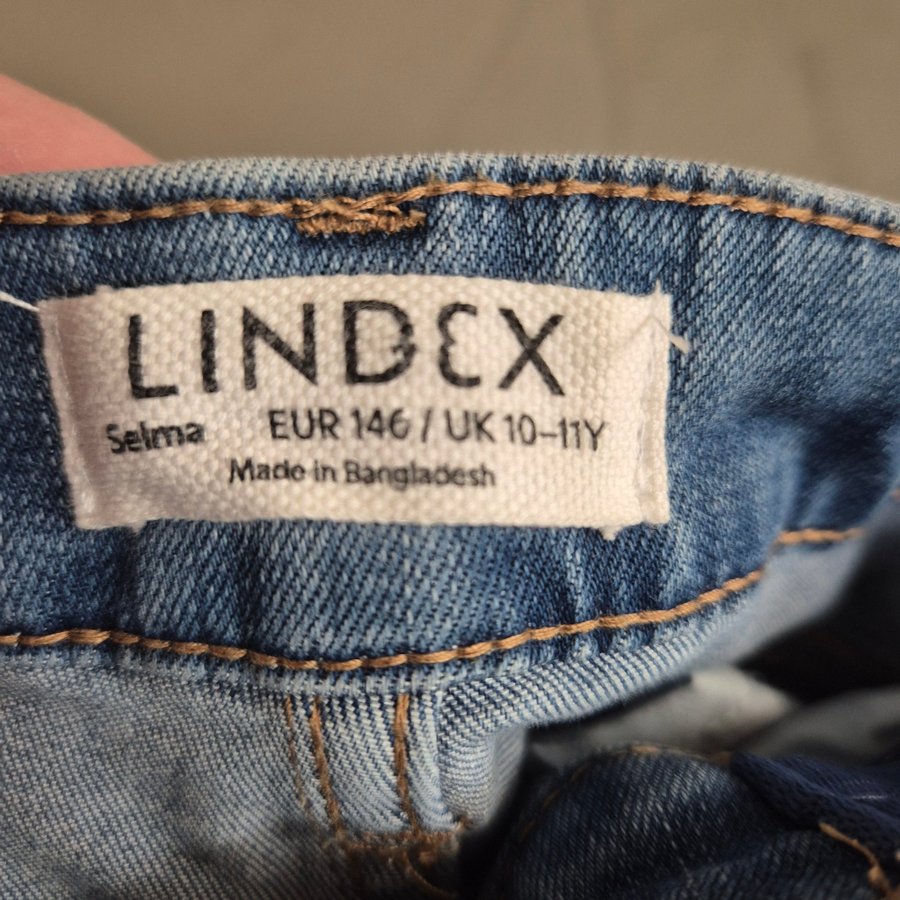 LINDEX
Selma EUR 146 / UK 10-11Y
Made in Bangladesh